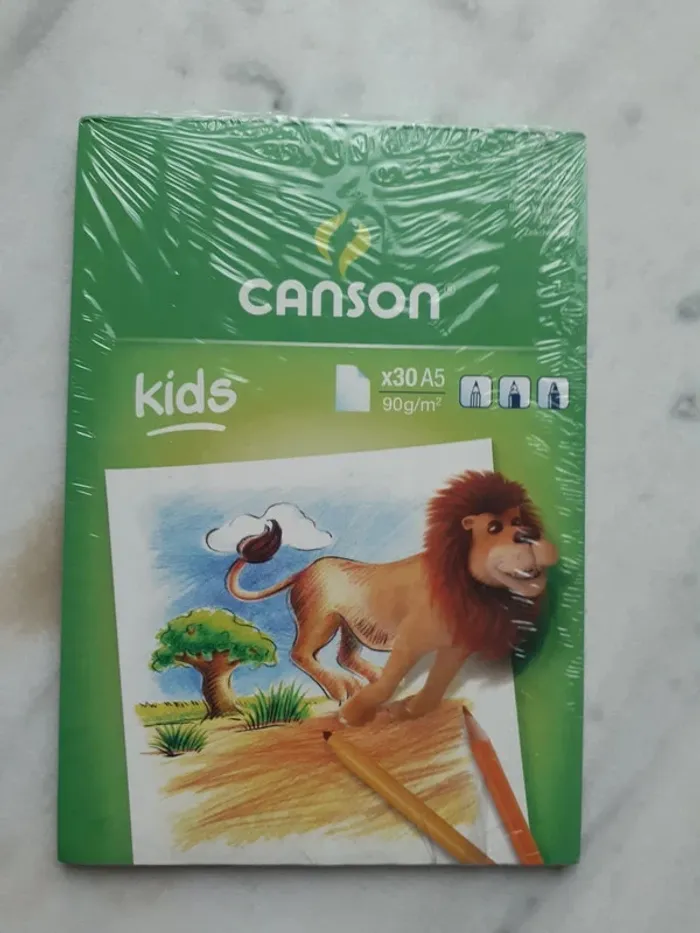 CANSON®
kids
x30 A5
90g/m²